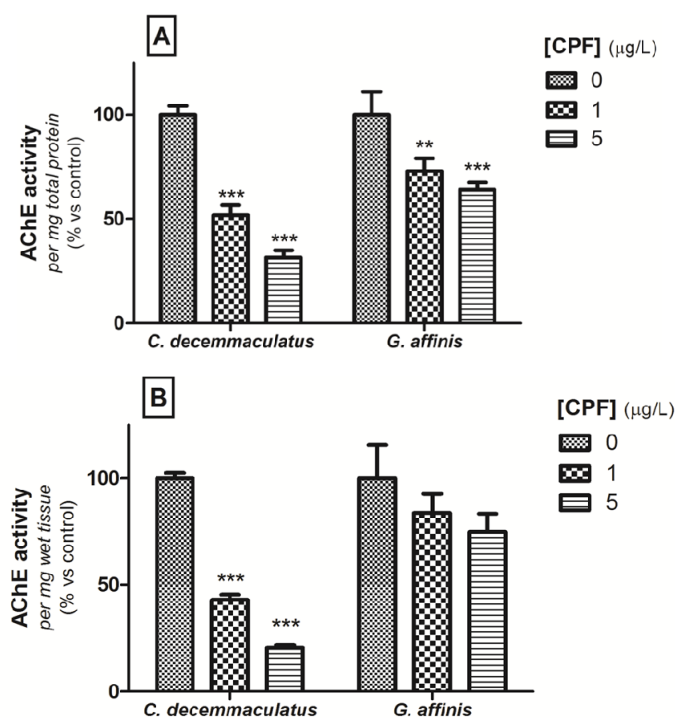 A
[CPF] (μg/L)
0
1
5
AChE activity
per mg total protein
(% vs control)
100
50
0
***
***
**
***
C. decemmaculatus
G. affinis
B
[CPF] (μg/L)
0
1
5
AChE activity
per mg wet tissue
(% vs control)
100
50
0
***
***
C. decemmaculatus
G. affinis